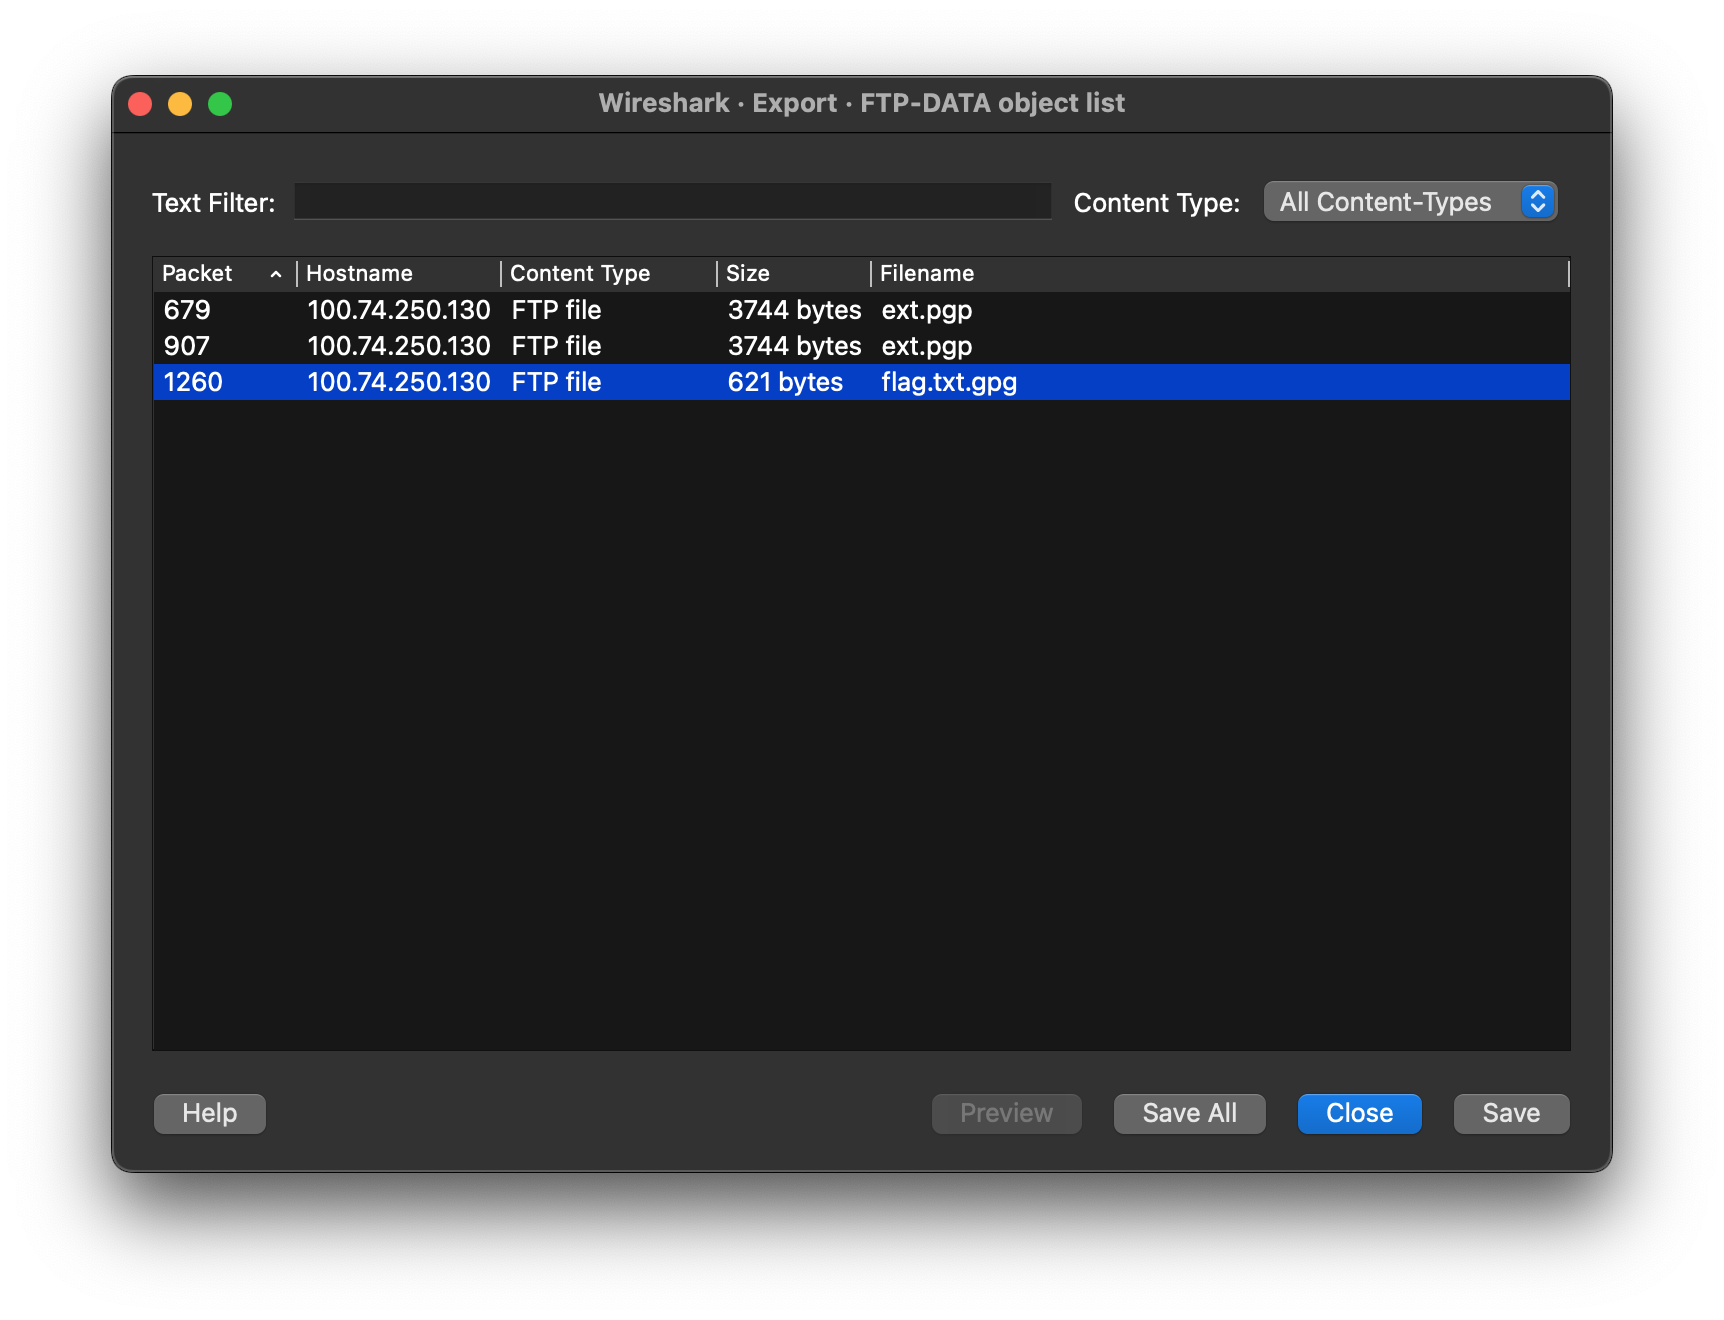 Wireshark · Export · FTP-DATA object list
Text Filter: Content Type: All Content-Types
Packet Hostname Content Type Size Filename
679 100.74.250.130 FTP file 3744 bytes ext.pgp
907 100.74.250.130 FTP file 3744 bytes ext.pgp
1260 100.74.250.130 FTP file 621 bytes flag.txt.gpg
Help Preview Save All Close Save